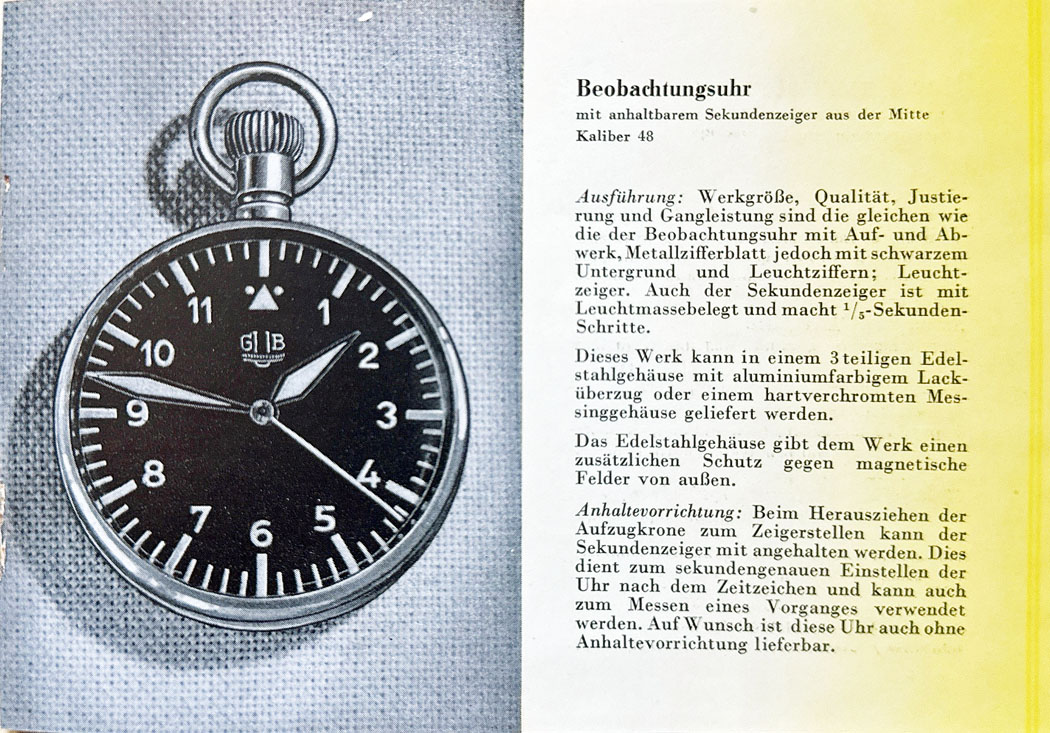 11
1
10
2
9
3
8
4
7
5
6
G B
Beobachtungsuhr
mit anhaltbarem Sekundenzeiger aus der Mitte
Kaliber 48
Ausführung: Werkgröße, Qualität, Justie-
rung und Gangleistung sind die gleichen wie
die der Beobachtungsuhr mit Auf- und Ab-
werk, Metallzifferblatt jedoch mit schwarzem
Untergrund und Leuchtziffern; Leucht-
zeiger. Auch der Sekundenzeiger ist mit
Leuchtmassebelegt und macht 1/5-Sekunden-
Schritte.
Dieses Werk kann in einem 3 teiligen Edel-
stahlgehäuse mit aluminiumfarbigem Lack-
überzug oder einem hartverchromten Mes-
singgehäuse geliefert werden.
Das Edelstahlgehäuse gibt dem Werk einen
zusätzlichen Schutz gegen magnetische
Felder von außen.
Anhaltevorrichtung: Beim Herausziehen der
Aufzugkrone zum Zeigerstellen kann der
Sekundenzeiger mit angehalten werden. Dies
dient zum sekundengenauen Einstellen der
Uhr nach dem Zeitzeichen und kann auch
zum Messen eines Vorganges verwendet
werden. Auf Wunsch ist diese Uhr auch ohne
Anhaltevorrichtung lieferbar.